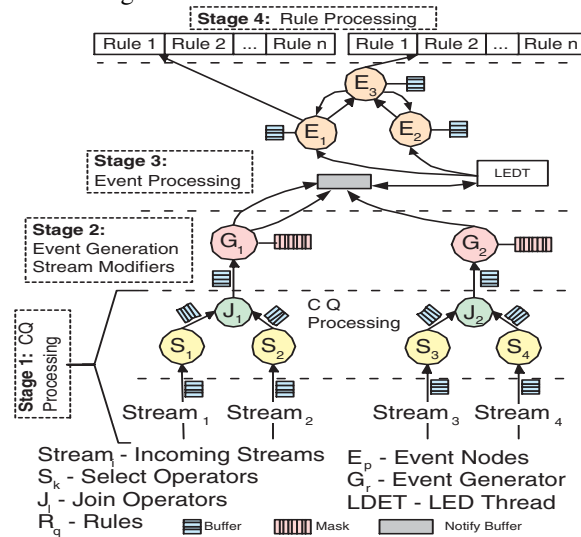 Stage 4: Rule Processing
Rule 1 Rule 2 ... Rule n Rule 1 Rule 2 ... Rule n
E3
E1 E2
Stage 3:
Event Processing
LEDT
Stage 2:
Event Generation
Stream Modifiers
G1 G2
C Q
Processing
J1 J2
S1 S2 S3 S4
Stage 1: CQ
Processing
Stream1 Stream2 Stream3 Stream4
Streami - Incoming Streams
Sk - Select Operators
Jl - Join Operators
Rq - Rules
Ep - Event Nodes
Gr - Event Generator
LDET - LED Thread
Buffer Mask Notify Buffer